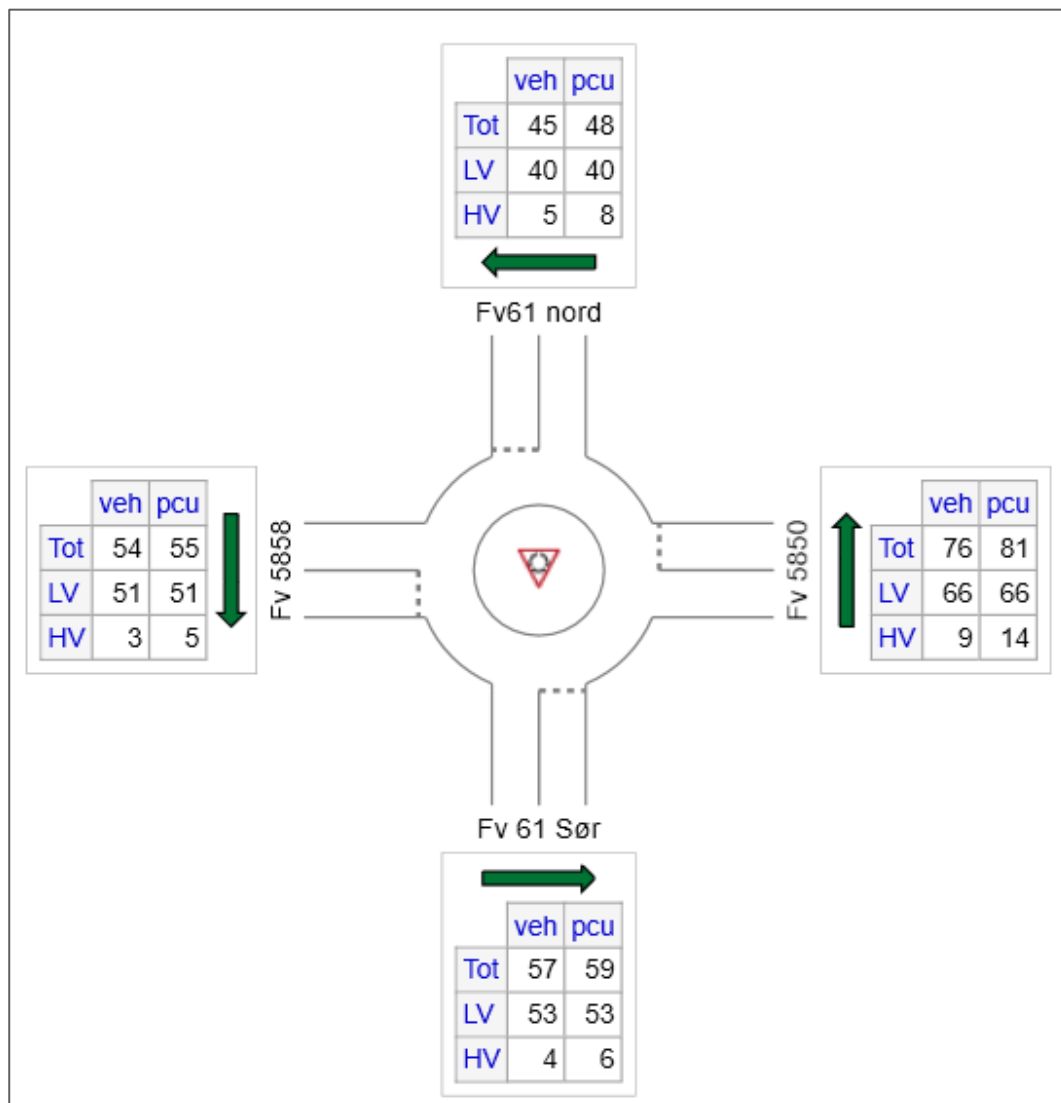 veh pcu
Tot 45 48
LV 40 40
HV 5 8
Fv61 nord
veh pcu
Tot 54 55
LV 51 51
HV 3 5
Fv 5858
Fv 5850
veh pcu
Tot 76 81
LV 66 66
HV 9 14
Fv 61 Sør
veh pcu
Tot 57 59
LV 53 53
HV 4 6